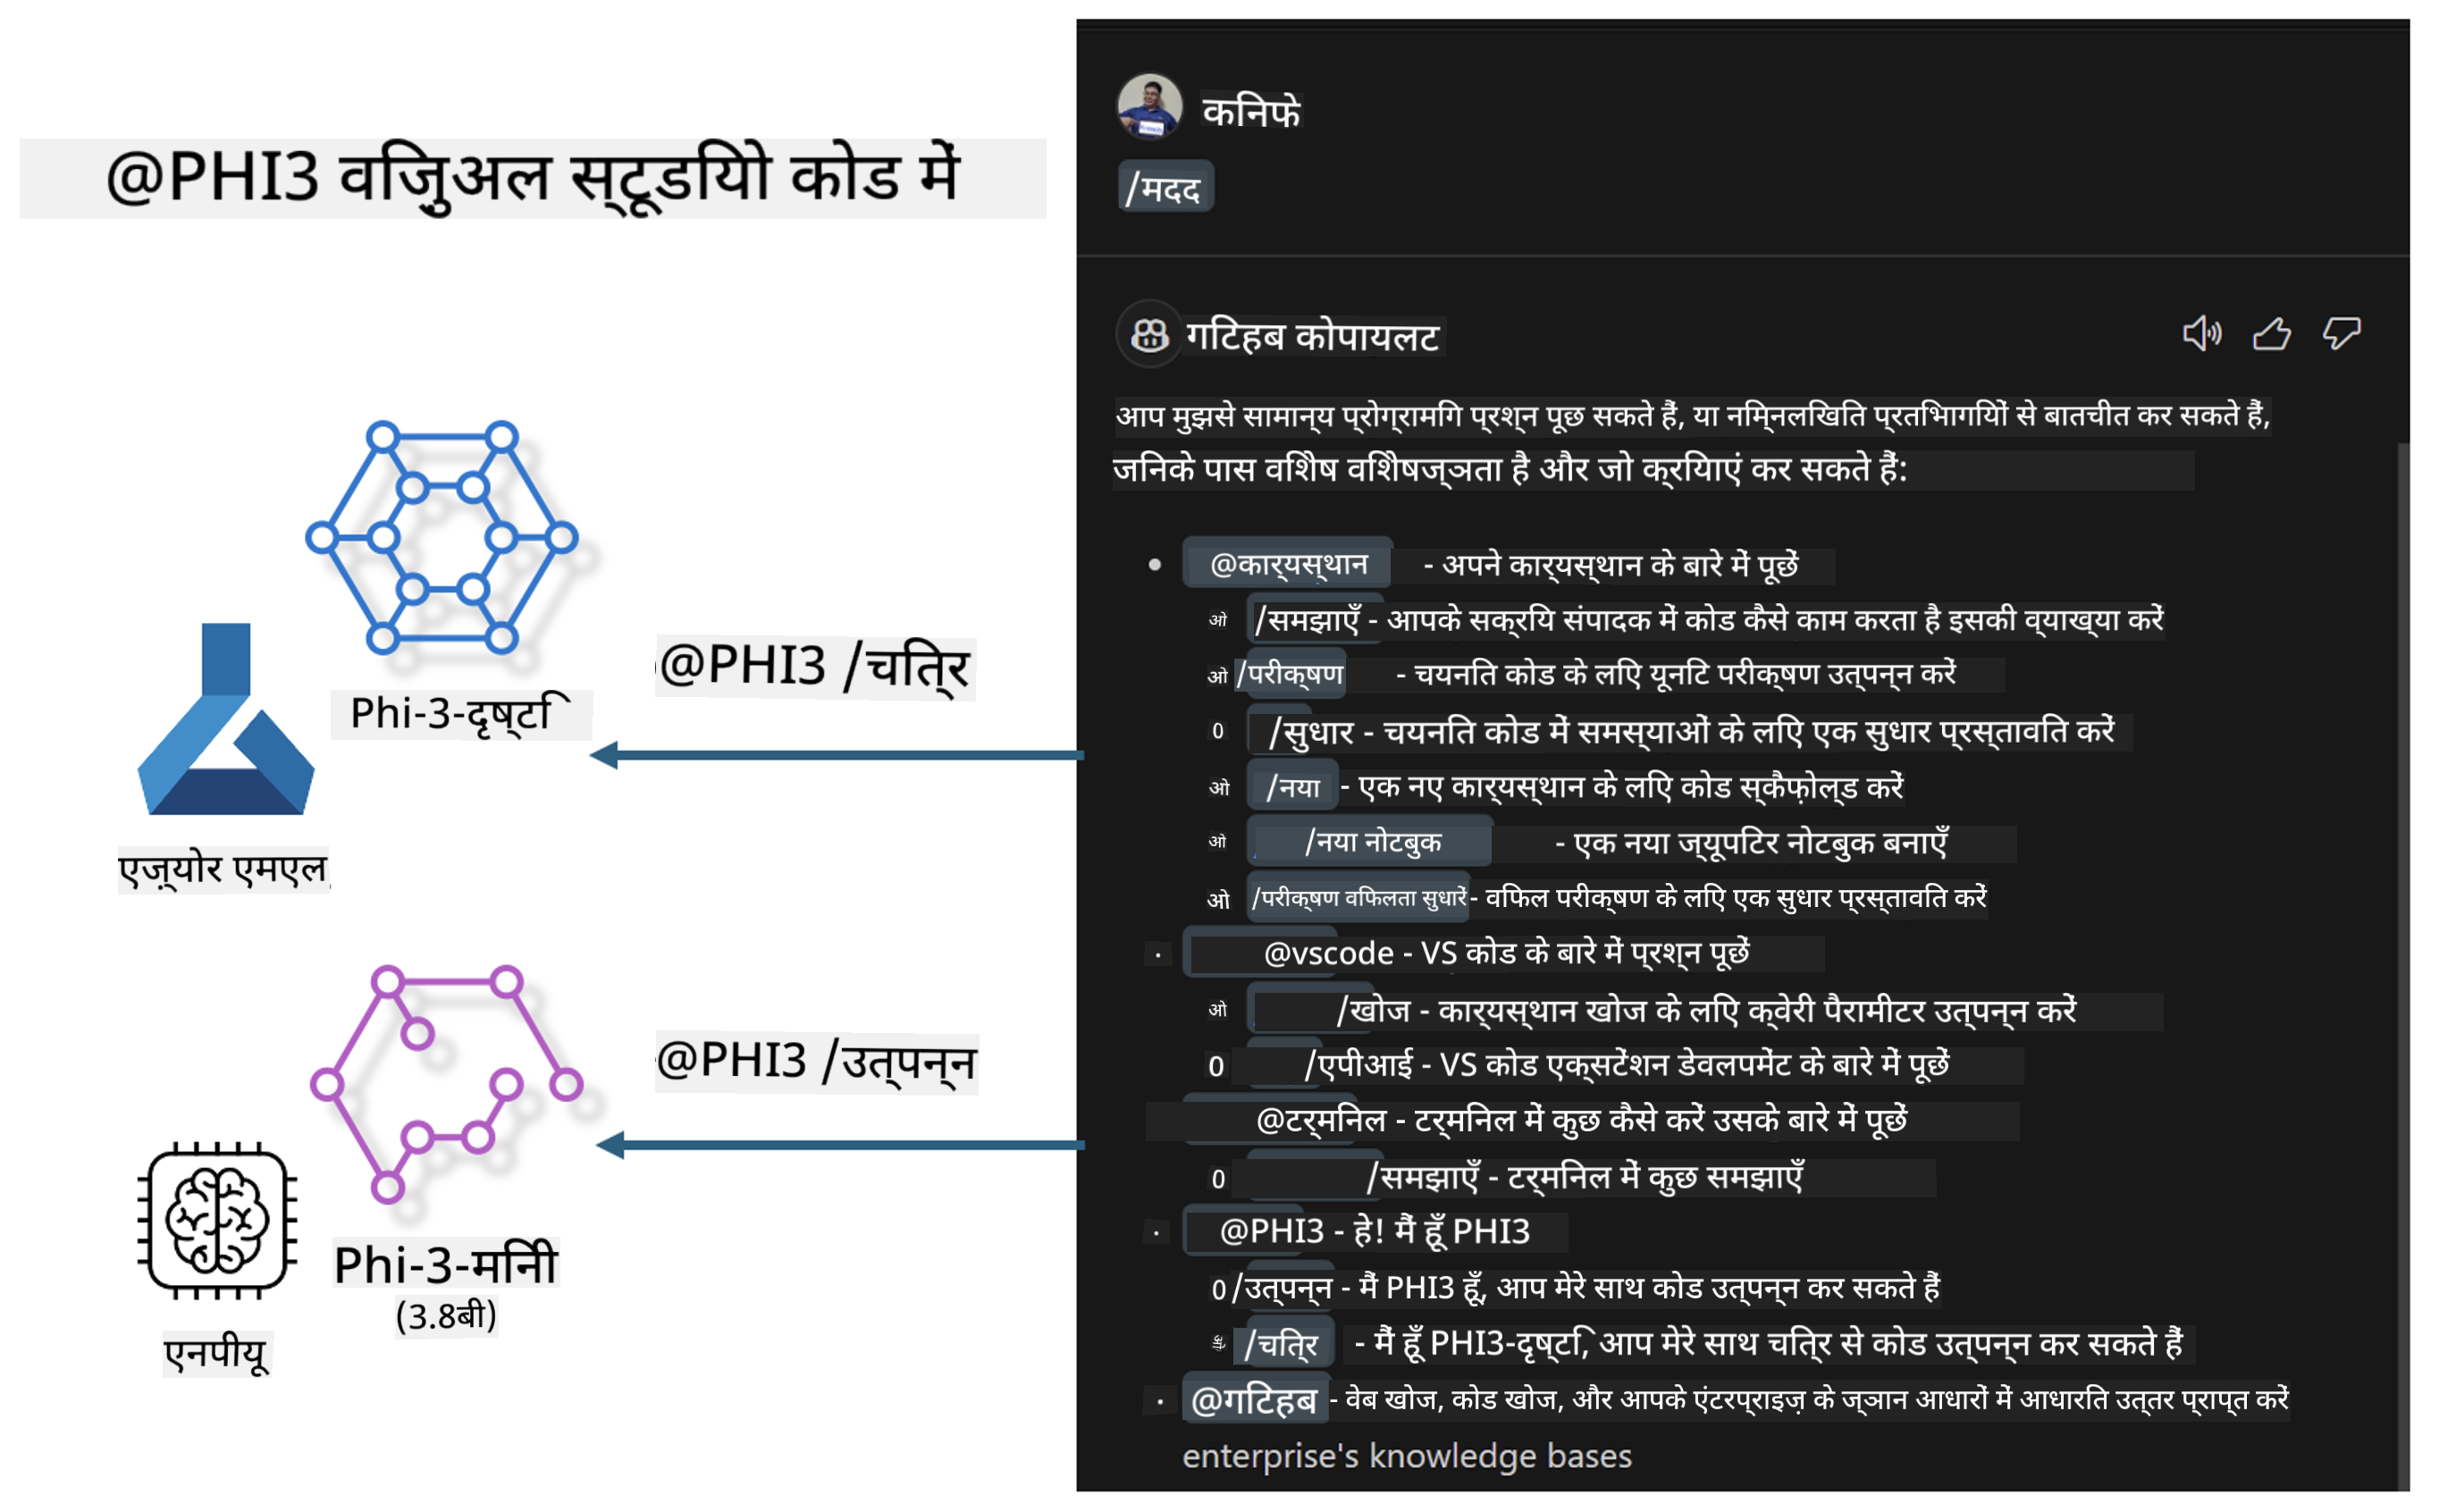 @PHI3 विज़ुअल स्टूडियो कोड में
Phi-3-दृष्टि
एज़्योर एमएल
@PHI3 /चित्र
@PHI3 /उत्पन्न
Phi-3-मिनी
(3.8बी)
एनपीयू
कनिफे
/मदद
गिटहब कोपायलट
आप मुझसे सामान्य प्रोग्रामिंग प्रश्न पूछ सकते हैं, या निम्नलिखित प्रतिभागियों से बातचीत कर सकते हैं,
जिनके पास विशेष विशेषज्ञता है और जो क्रियाएं कर सकते हैं:
• @कार्यस्थान - अपने कार्यस्थान के बारे में पूछें
ओ /समझाएँ - आपके सक्रिय संपादक में कोड कैसे काम करता है इसकी व्याख्या करें
ओ /परीक्षण - चयनित कोड के लिए यूनिट परीक्षण उत्पन्न करें
0 /सुधार - चयनित कोड में समस्याओं के लिए एक सुधार प्रस्तावित करें
ओ /नया - एक नए कार्यस्थान के लिए कोड स्कैफ़ोल्ड करें
ओ /नया नोटबुक - एक नया ज्यूपिटर नोटबुक बनाएँ
ओ /परीक्षण विफलता सुधारें - विफल परीक्षण के लिए एक सुधार प्रस्तावित करें
· @vscode - VS कोड के बारे में प्रश्न पूछें
ओ /खोज - कार्यस्थान खोज के लिए क्वेरी पैरामीटर उत्पन्न करें
0 /एपीआई - VS कोड एक्सटेंशन डेवलपमेंट के बारे में पूछें
@टर्मिनल - टर्मिनल में कुछ कैसे करें उसके बारे में पूछें
0 /समझाएँ - टर्मिनल में कुछ समझाएँ
· @PHI3 - हे! मैं हूँ PHI3
0 /उत्पन्न - मैं PHI3 हूँ, आप मेरे साथ कोड उत्पन्न कर सकते हैं
/चित्र - मैं हूँ PHI3-दृष्टि, आप मेरे साथ चित्र से कोड उत्पन्न कर सकते हैं
· @गिटहब - वेब खोज, कोड खोज, और आपके एंटरप्राइज़ के ज्ञान आधारों में आधारित उत्तर प्राप्त करें
enterprise's knowledge bases